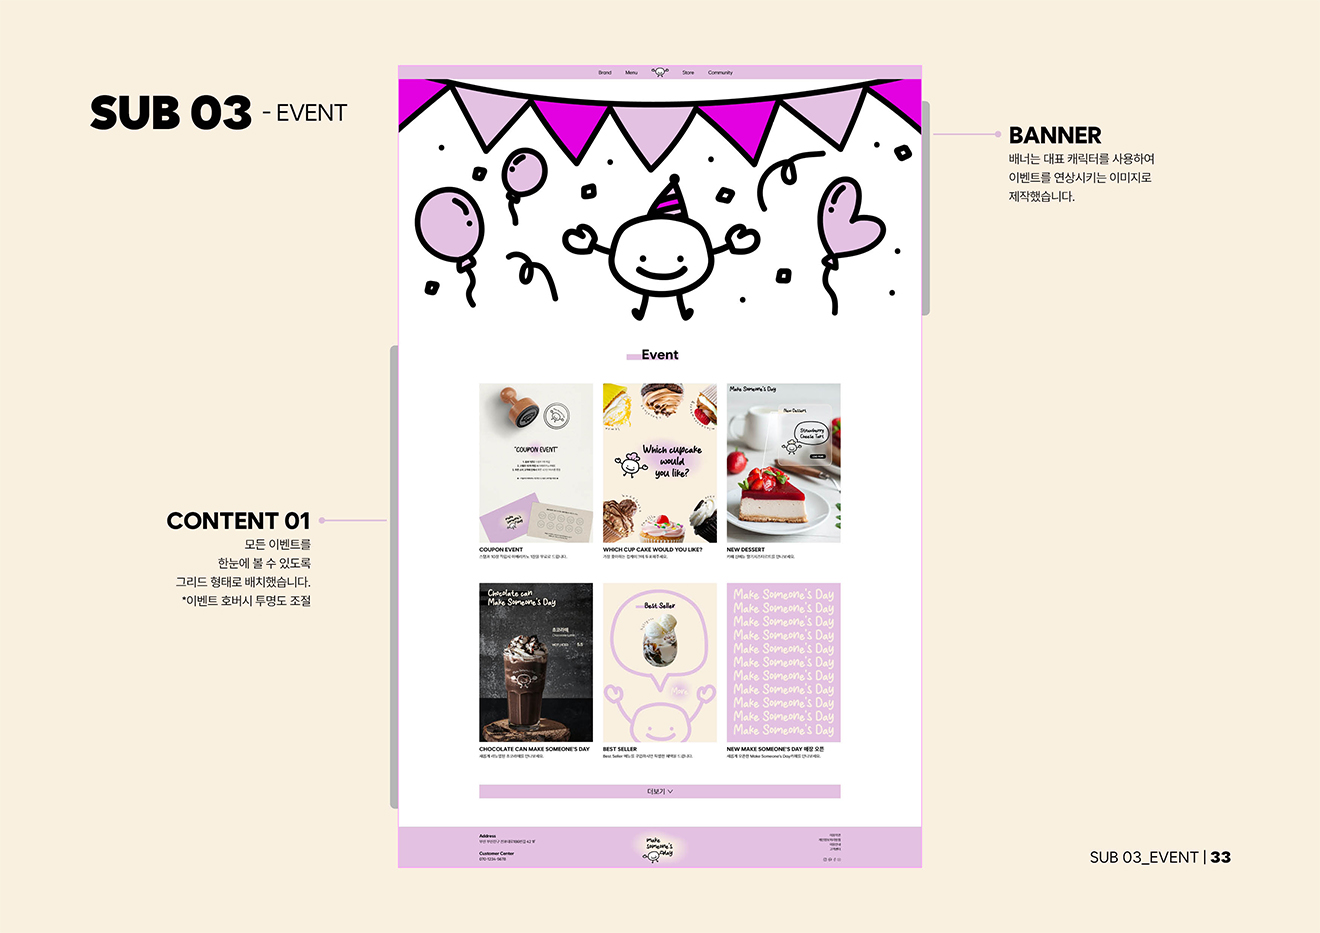 SUB 03 - EVENT
Brand Menu Store Community
BANNER
배너는 대표 캐릭터를 사용하여
이벤트를 연상시키는 이미지로
제작했습니다.
Event
"COUPON EVENT"
Which cupcake
would
you like?
Make Someone's Day
New Dessert
Strawberry
Cheese Tart
COUPON EVENT
WHICH CUP CAKE WOULD YOU LIKE?
NEW DESSERT
CONTENT 01
모든 이벤트를
한눈에 볼 수 있도록
그리드 형태로 배치했습니다.
*이벤트 호버시 투명도 조절
Chocolate can
Make Someone's Day
초코라떼
5.5
Best Seller
More
Make Someone's Day
Make Someone's Day
Make Someone's Day
Make Someone's Day
Make Someone's Day
Make Someone's Day
Make Someone's Day
Make Someone's Day
Make Someone's Day
Make Someone's Day
Make Someone's Day
CHOCOLATE CAN MAKE SOMEONE'S DAY
BEST SELLER
NEW MAKE SOMEONE'S DAY 매장 오픈
더보기
Address
Customer Center
070-1234-5678
make
someone's
day
SUB 03_EVENT | 33